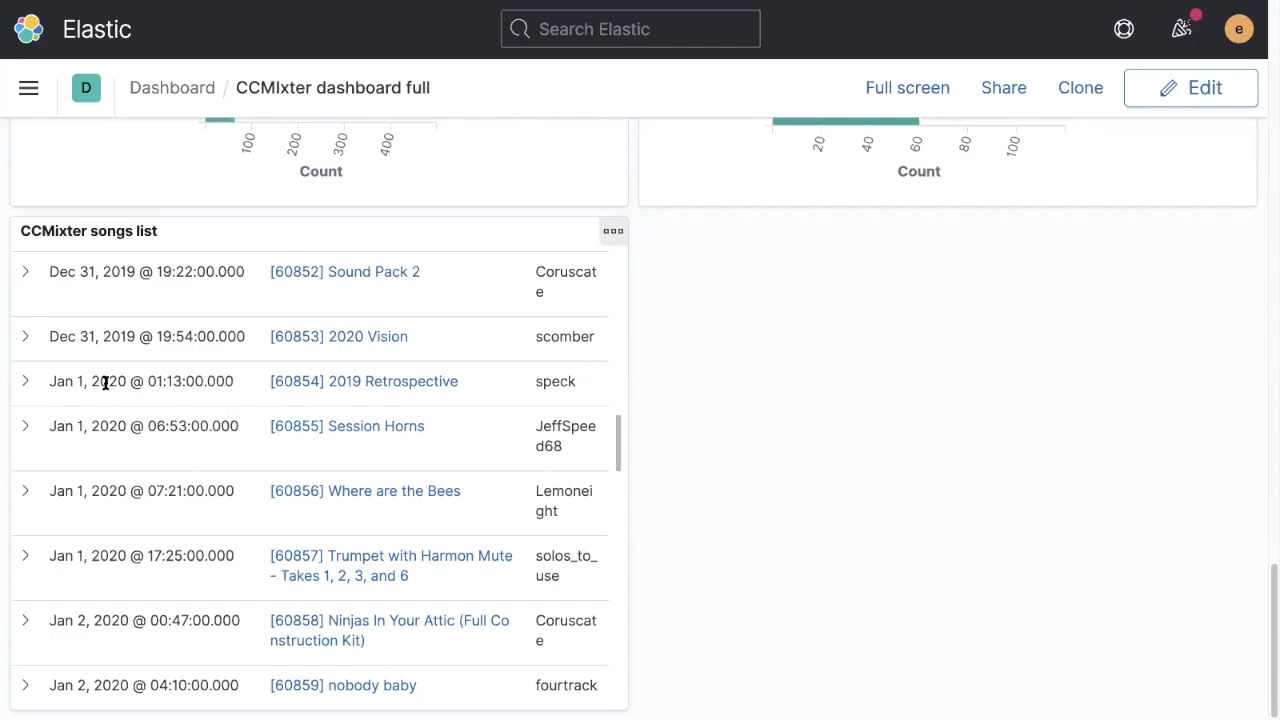 Elastic
Search Elastic
e
D
Dashboard / CCMIxter dashboard full
Full screen
Share
Clone
Edit
100
200
300
400
Count
20
40
60
80
100
Count
CCMixter songs list
Dec 31, 2019 @ 19:22:00.000 [60852] Sound Pack 2 Coruscat
e
Dec 31, 2019 @ 19:54:00.000 [60853] 2020 Vision scomber
Jan 1, 2020 @ 01:13:00.000 [60854] 2019 Retrospective speck
Jan 1, 2020 @ 06:53:00.000 [60855] Session Horns JeffSpee
d68
Jan 1, 2020 @ 07:21:00.000 [60856] Where are the Bees Lemonei
ght
Jan 1, 2020 @ 17:25:00.000 [60857] Trumpet with Harmon Mute solos_to_
- Takes 1, 2, 3, and 6 use
Jan 2, 2020 @ 00:47:00.000 [60858] Ninjas In Your Attic (Full Co Coruscat
nstruction Kit) e
Jan 2, 2020 @ 04:10:00.000 [60859] nobody baby fourtrack